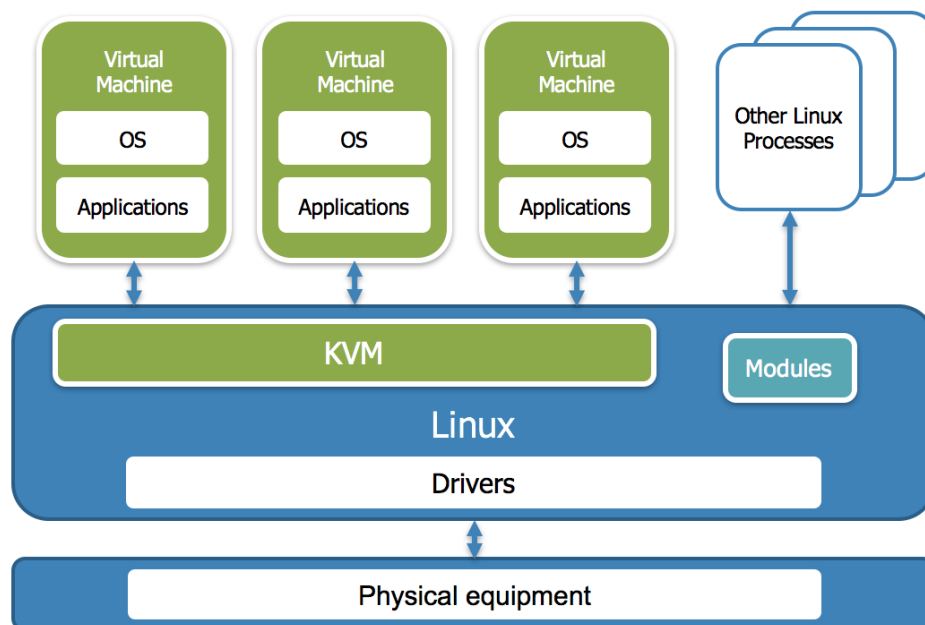 Virtual
Machine
OS
Applications
Virtual
Machine
OS
Applications
Virtual
Machine
OS
Applications
Other Linux
Processes
KVM
Modules
Linux
Drivers
Physical equipment